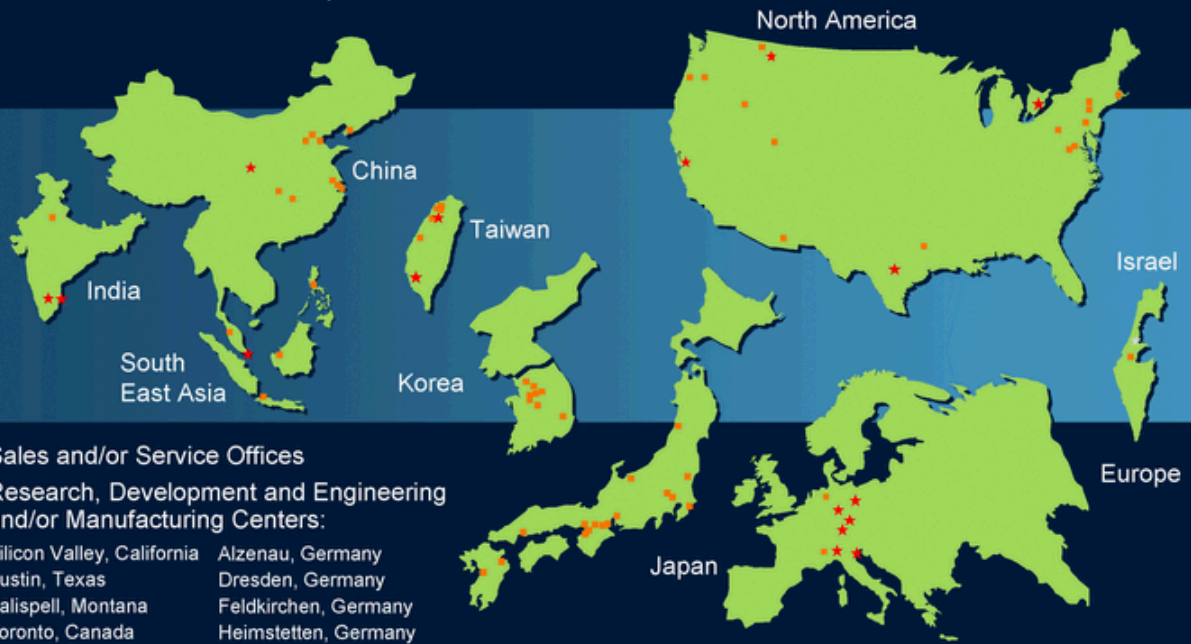 North America
China
Taiwan
India
Israel
South
East Asia
Korea
Europe
Japan
Sales and/or Service Offices
Research, Development and Engineering
and/or Manufacturing Centers:
ilicon Valley, California Alzenau, Germany
ustin, Texas Dresden, Germany
alispell, Montana Feldkirchen, Germany
oronto, Canada Heimstetten, Germany